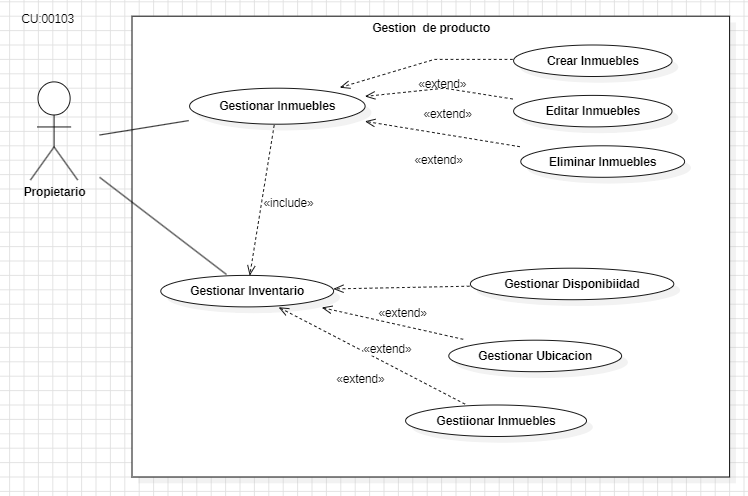 CU:00103
Gestion de producto
Crear Inmuebles
«extend»
Gestionar Inmuebles
Editar Inmuebles
«extend»
Eliminar Inmuebles
«extend»
Propietario
«include»
Gestionar Disponibiidad
Gestionar Inventario
«extend»
«extend»
Gestionar Ubicacion
«extend»
Gestiionar Inmuebles